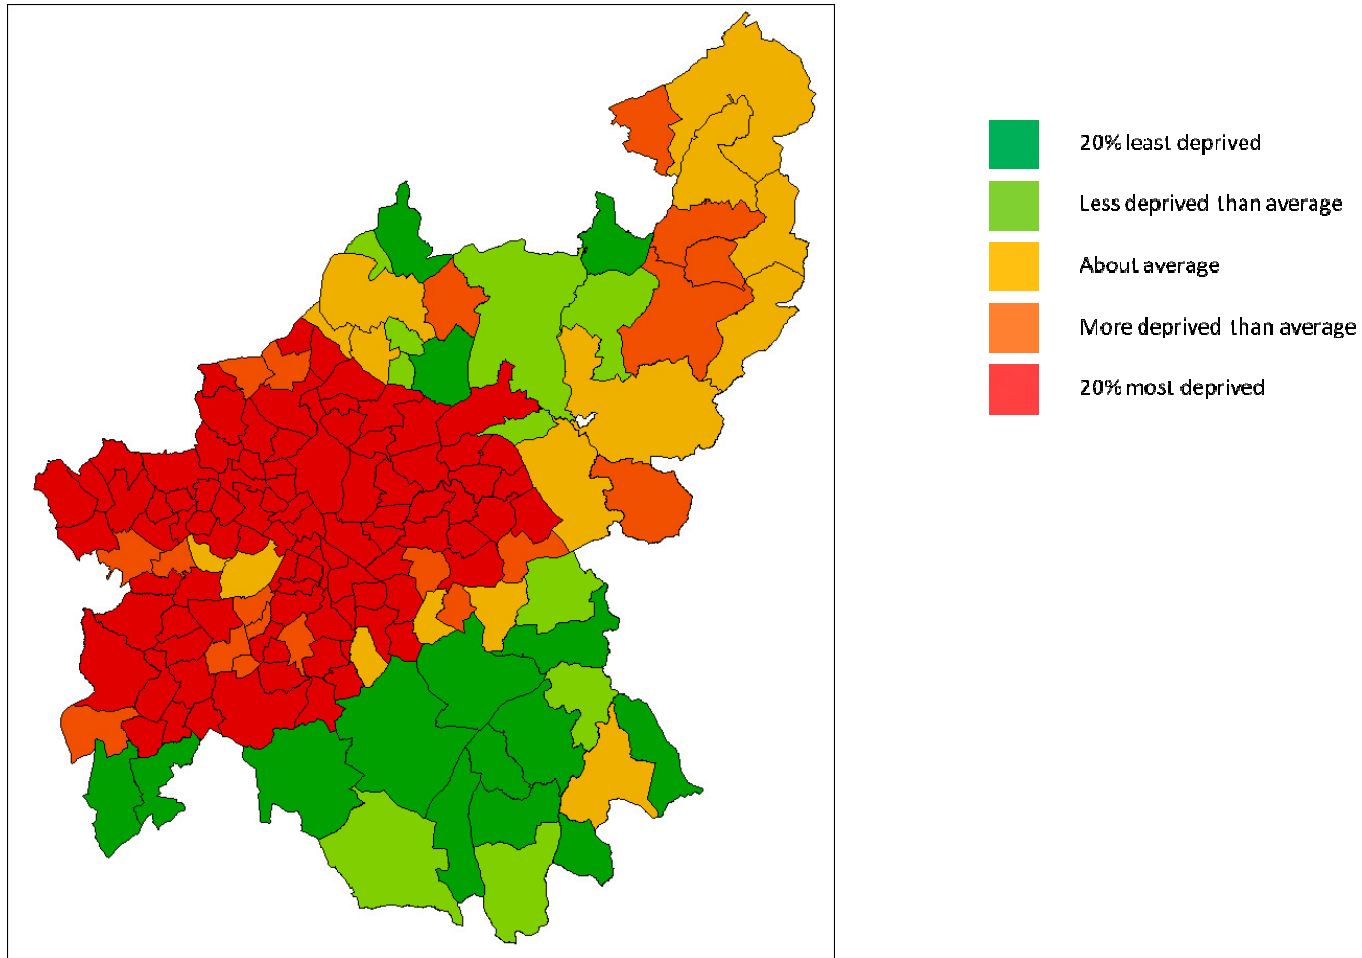 20% least deprived
Less deprived than average
About average
More deprived than average
20% most deprived